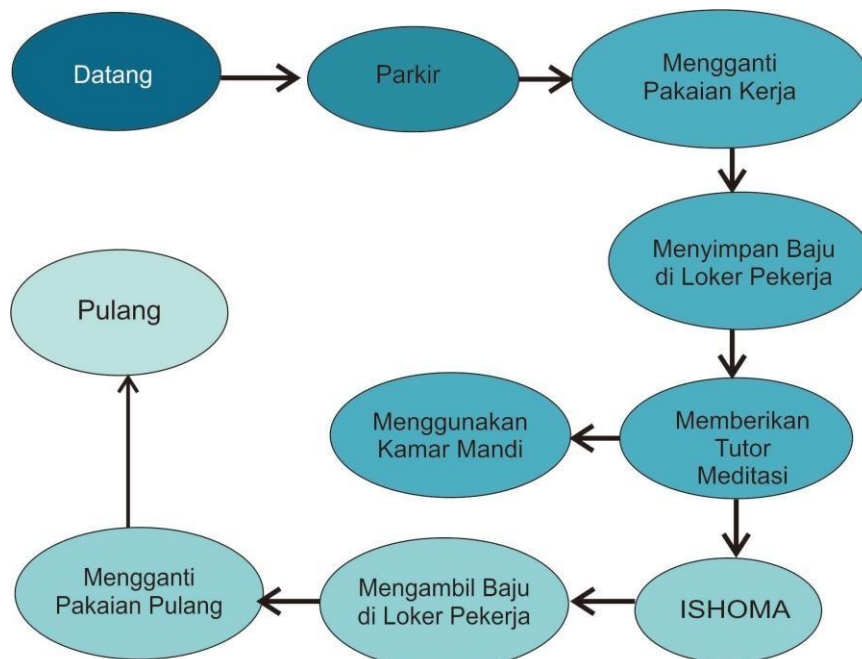 Datang
Parkir
Mengganti
Pakaian Kerja
Menyimpan Baju
di Loker Pekerja
Memberikan
Tutor
Meditasi
Menggunakan
Kamar Mandi
ISHOMA
Mengambil Baju
di Loker Pekerja
Mengganti
Pakaian Pulang
Pulang